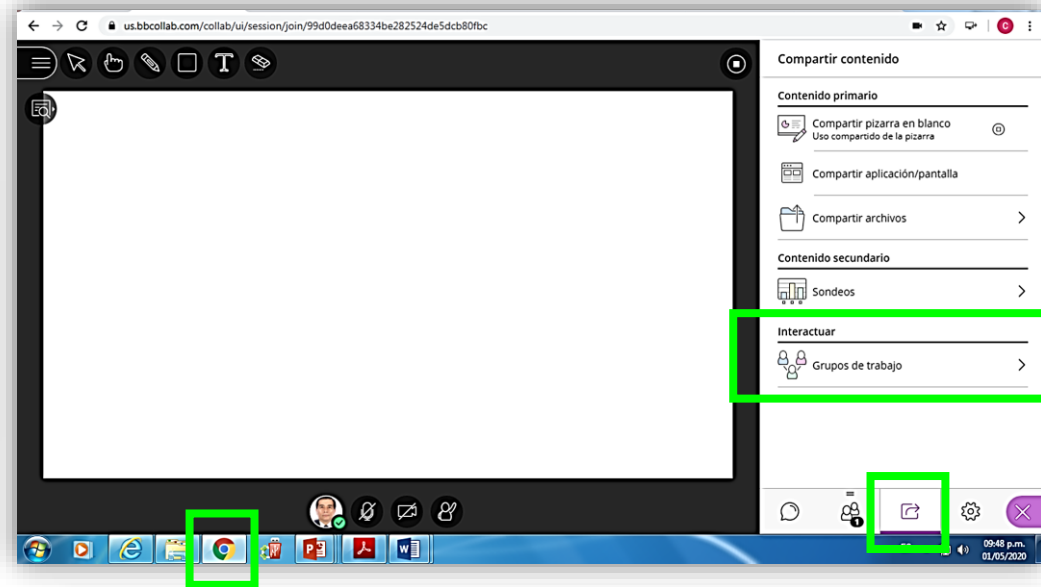 us.bbcollab.com/collab/ui/session/join/99d0deea68334be282524de5dcb80fbc
C
T
Compartir contenido
Contenido primario
Compartir pizarra en blanco
Uso compartido de la pizarra
Compartir aplicación/pantalla
Compartir archivos
Contenido secundario
Sondeos
Interactuar
Grupos de trabajo
1
09:48 p.m.
01/05/2020